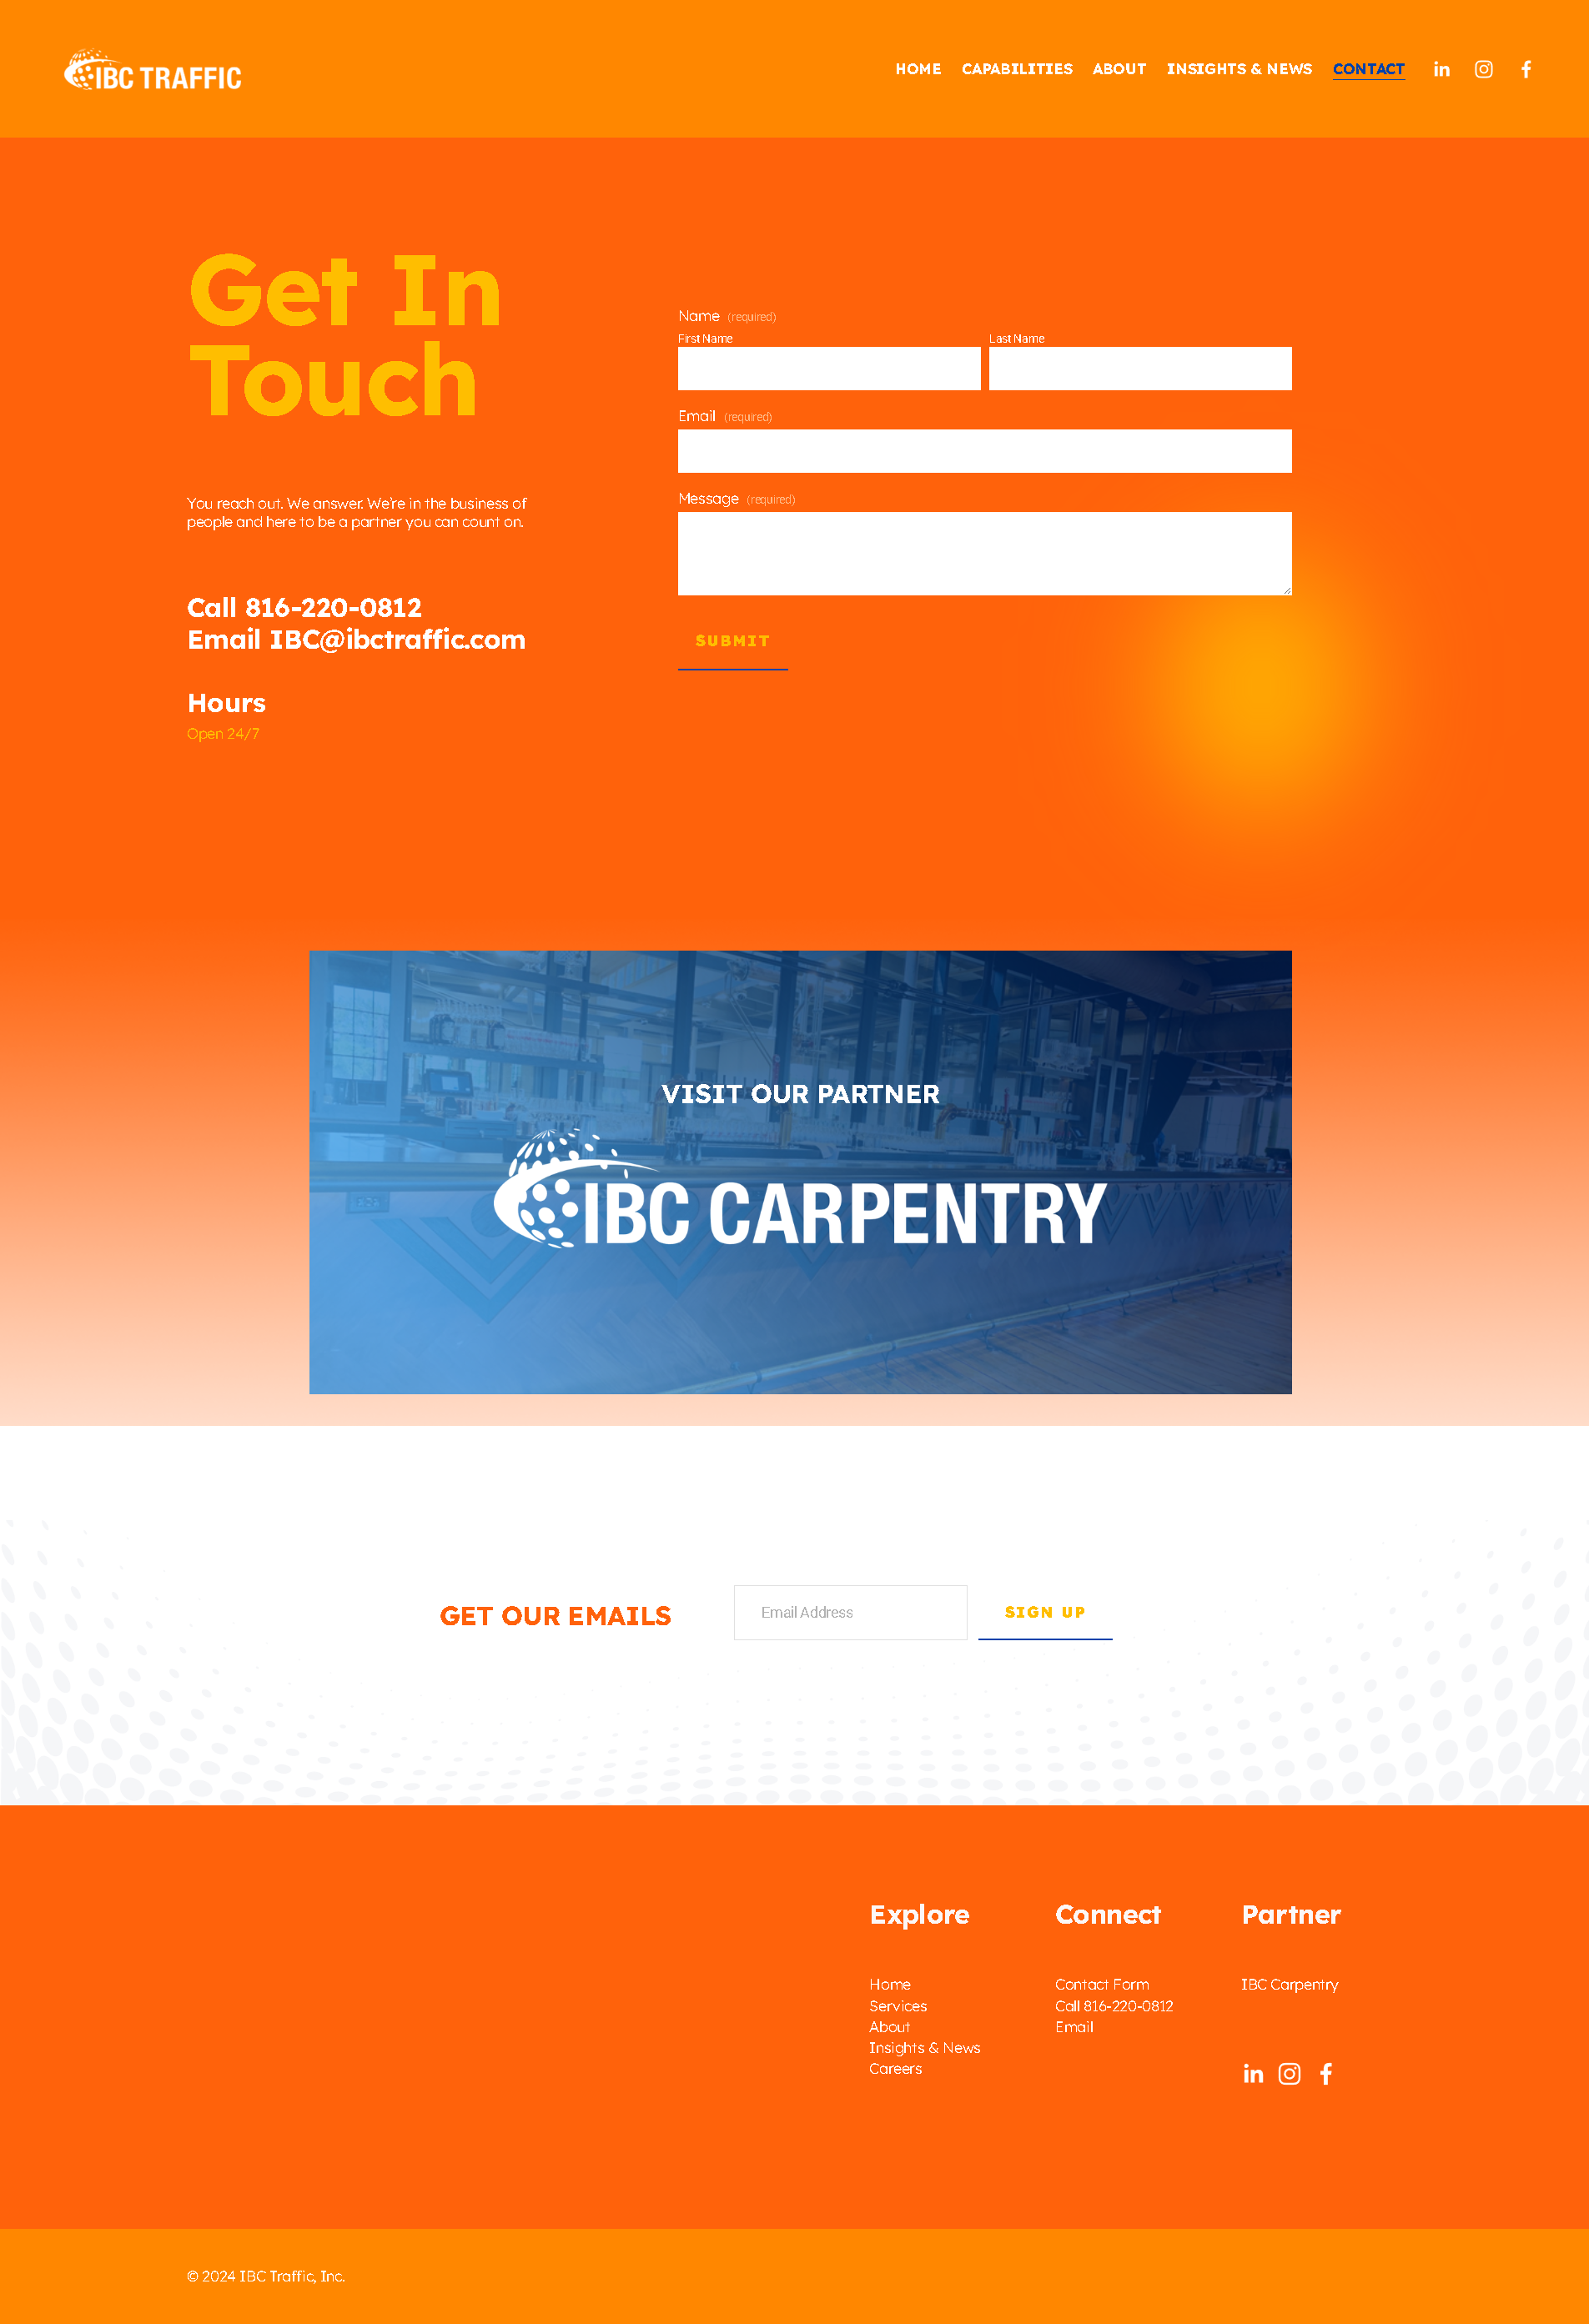 IBC TRAFFIC
HOME CAPABILITIES ABOUT INSIGHTS & NEWS CONTACT
Get In
Touch
You reach out. We answer. We're in the business of
people and here to be a partner you can count on.
Call 816-220-0812
Email IBC@ibctraffic.com
Hours
Open 24/7
Name (required)
First Name
Last Name
Email (required)
Message (required)
SUBMIT
VISIT OUR PARTNER
IBC CARPENTRY
GET OUR EMAILS
Email Address
SIGN UP
Explore
Home
Services
About
Insights & News
Careers
Connect
Contact Form
Call 816-220-0812
Email
Partner
IBC Carpentry
© 2024 IBC Traffic, Inc.